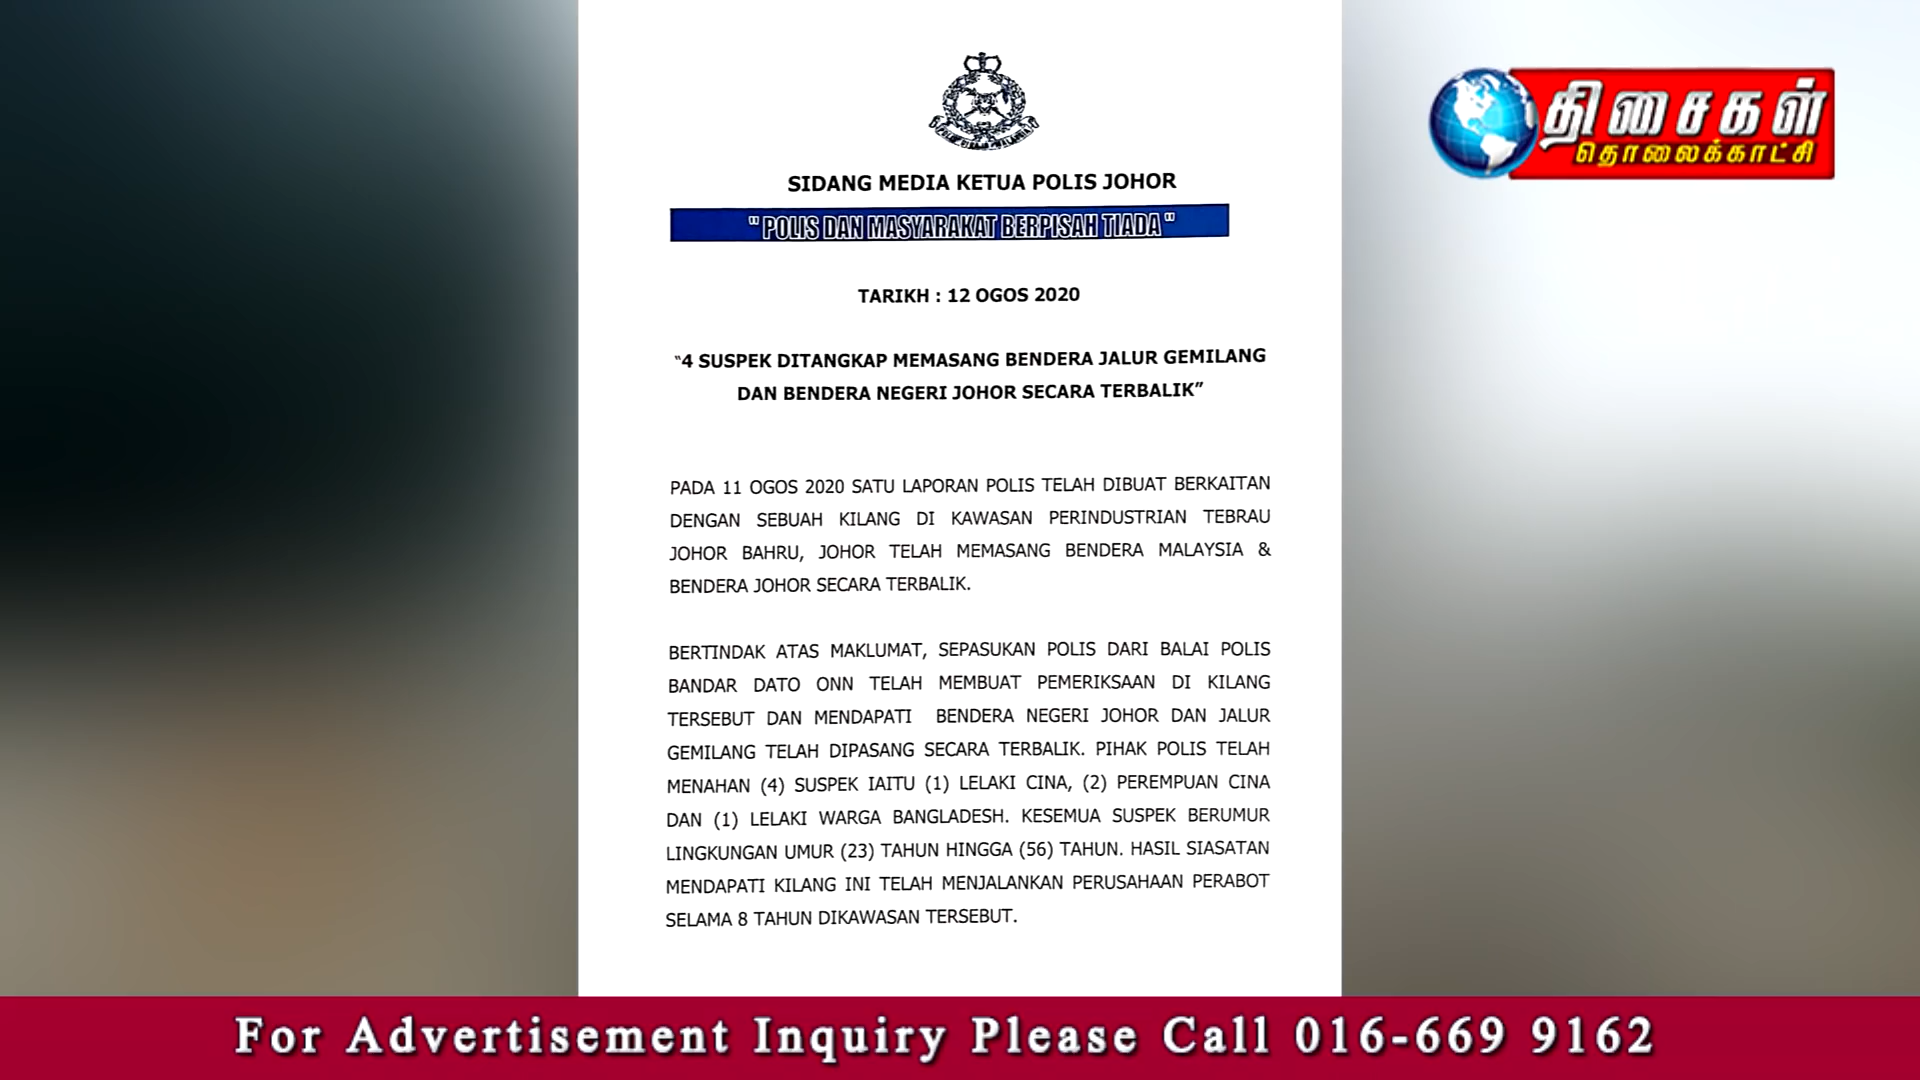 SIDANG MEDIA KETUA POLIS JOHOR
"POLIS DAN MASYARAKAT BERPISAH TIADA"
TARIKH : 12 OGOS 2020
“4 SUSPEK DITANGKAP MEMASANG BENDERA JALUR GEMILANG
DAN BENDERA NEGERI JOHOR SECARA TERBALIK”
PADA 11 OGOS 2020 SATU LAPORAN POLIS TELAH DIBUAT BERKAITAN
DENGAN SEBUAH KILANG DI KAWASAN PERINDUSTRIAN TEBRAU
JOHOR BAHRU, JOHOR TELAH MEMASANG BENDERA MALAYSIA &
BENDERA JOHOR SECARA TERBALIK.
BERTINDAK ATAS MAKLUMAT, SEPASUKAN POLIS DARI BALAI POLIS
BANDAR DATO ONN TELAH MEMBUAT PEMERIKSAAN DI KILANG
TERSEBUT DAN MENDAPATI BENDERA NEGERI JOHOR DAN JALUR
GEMILANG TELAH DIPASANG SECARA TERBALIK. PIHAK POLIS TELAH
MENAHAN (4) SUSPEK IAITU (1) LELAKI CINA, (2) PEREMPUAN CINA
DAN (1) LELAKI WARGA BANGLADESH. KESEMUA SUSPEK BERUMUR
LINGKUNGAN UMUR (23) TAHUN HINGGA (56) TAHUN. HASIL SIASATAN
MENDAPATI KILANG INI TELAH MENJALANKAN PERUSAHAAN PERABOT
SELAMA 8 TAHUN DIKAWASAN TERSEBUT.
திசைகள்
தொலைக்காட்சி
For Advertisement Inquiry Please Call 016-669 9162